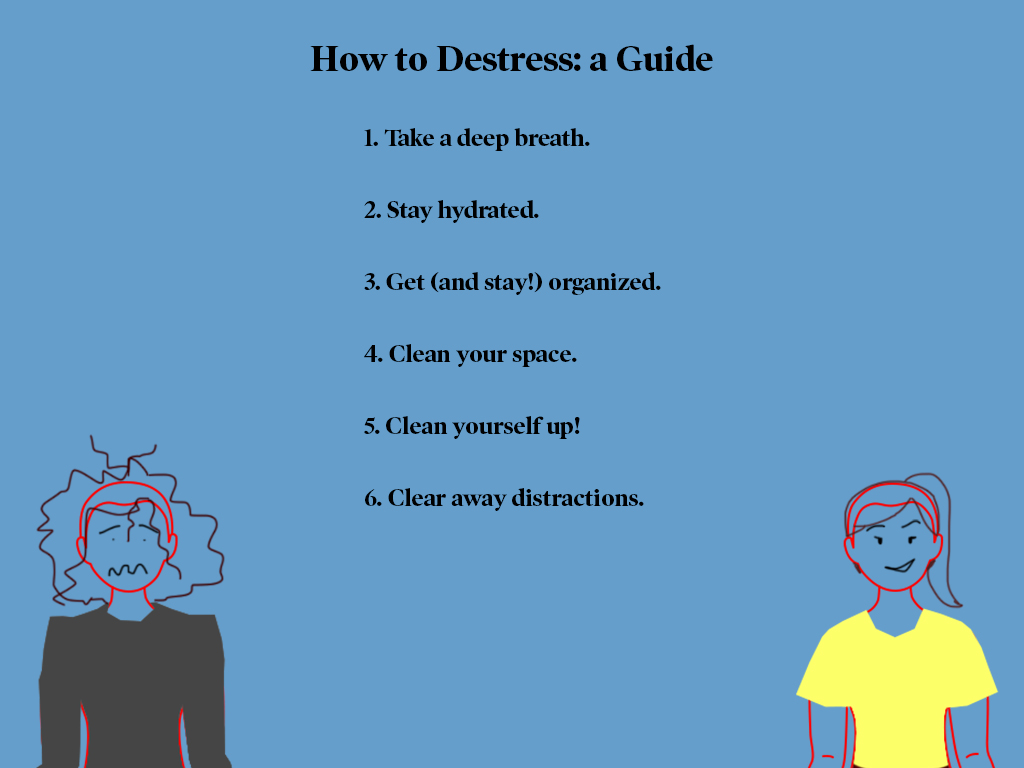 How to Destress: a Guide
1. Take a deep breath.
2. Stay hydrated.
3. Get (and stay!) organized.
4. Clean your space.
5. Clean yourself up!
6. Clear away distractions.